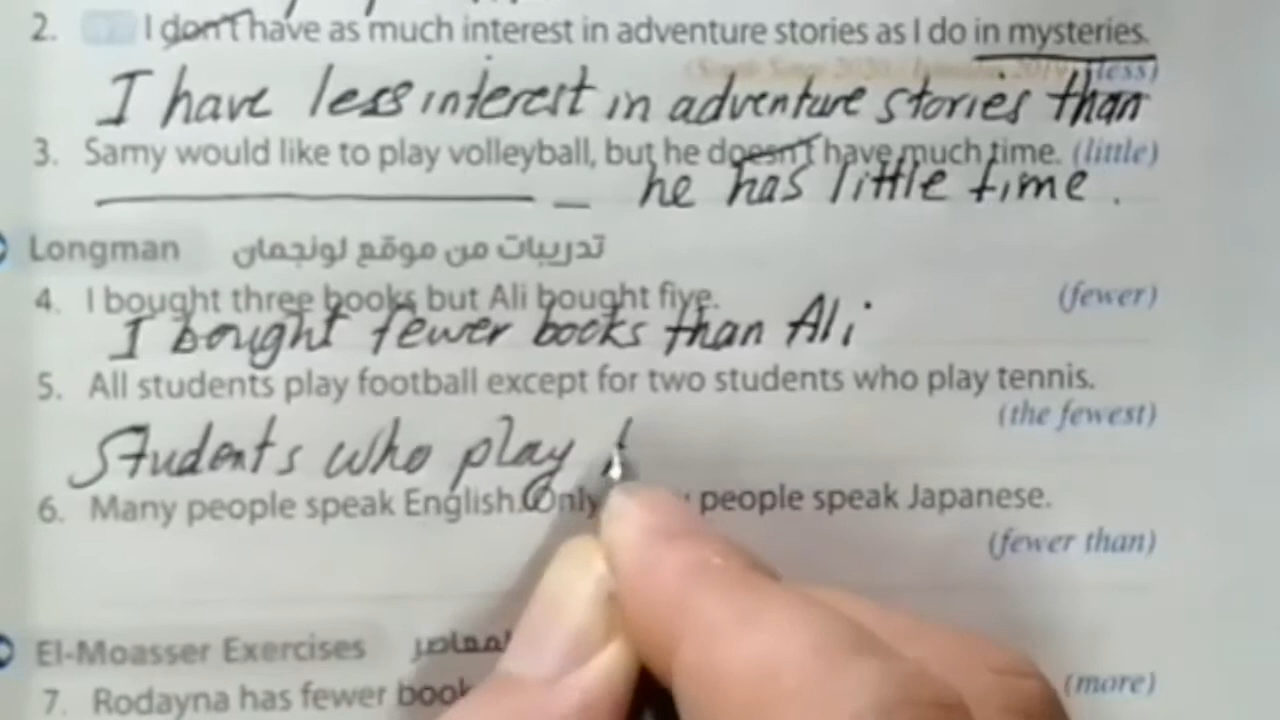 2. I don't have as much interest in adventure stories as I do in mysteries.
(less)
I have less interest in adventure stories than
3. Samy would like to play volleyball, but he doesn't have much time. (little)
he has little time.
Longman تدريبات من موقع لونجمان
4. I bought three books but Ali bought five. (fewer)
I bought fewer books than Ali
5. All students play football except for two students who play tennis.
(the fewest)
Students who play t
6. Many people speak English. Only people speak Japanese.
(fewer than)
El-Moasser Exercises
7. Rodayna has fewer book (more)